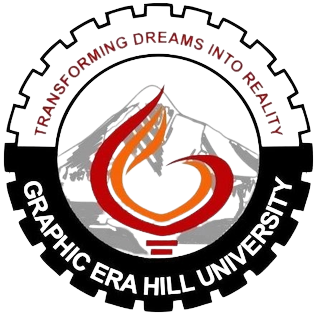 TRANSFORMING DREAMS INTO REALITY
GRAPHIC ERA HILL UNIVERSITY